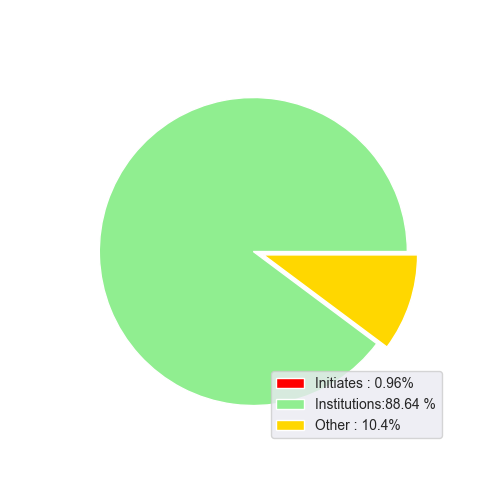 Initiates : 0.96%
Institutions:88.64 %
Other : 10.4%